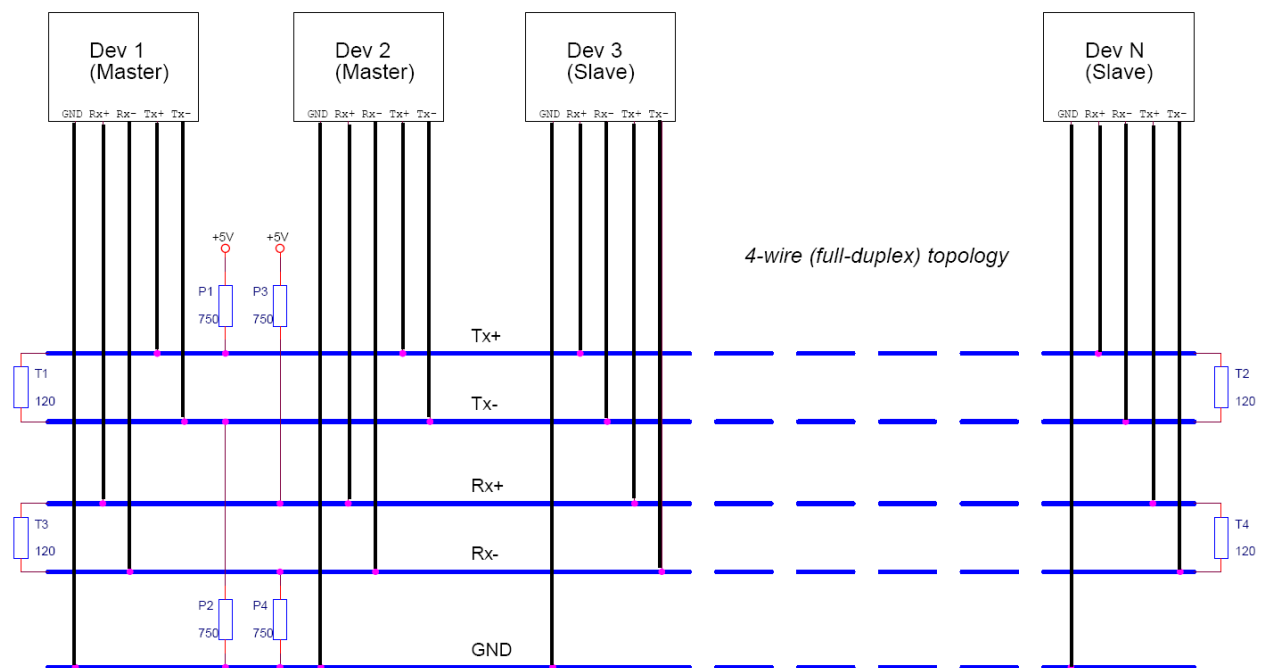 Dev 1
(Master)
GND Rx+ Rx- Tx+ Tx-
Dev 2
(Master)
GND Rx+ Rx- Tx+ Tx-
Dev 3
(Slave)
GND Rx+ Rx- Tx+ Tx-
Dev N
(Slave)
GND Rx+ Rx- Tx+ Tx-
+5V
+5V
4-wire (full-duplex) topology
P1
750
P3
750
Tx+
T1
120
T2
120
Tx-
Rx+
T3
120
T4
120
Rx-
P2
750
P4
750
GND